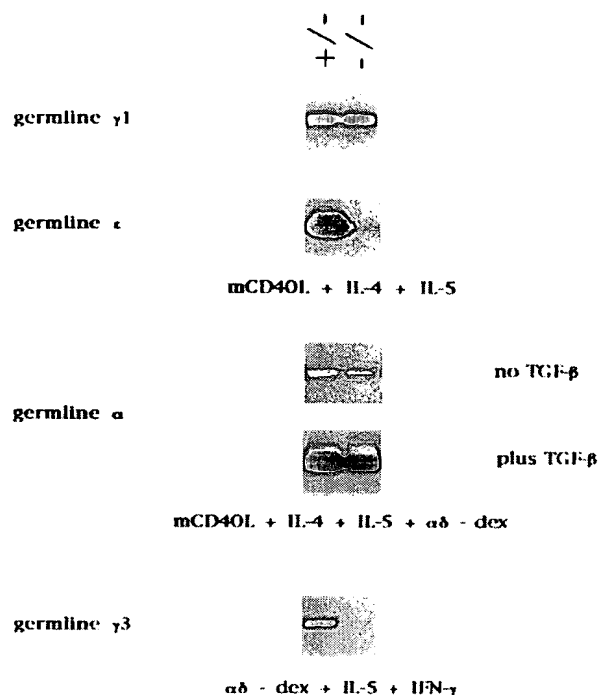 +/- -/-
germline γ1
germline ε
mCD40L + IL-4 + IL-5
no TGF-β
germline α
plus TGF-β
mCD40L + IL-4 + IL-5 + αδ - dex
germline γ3
αδ - dex + IL-5 + IFN-γ